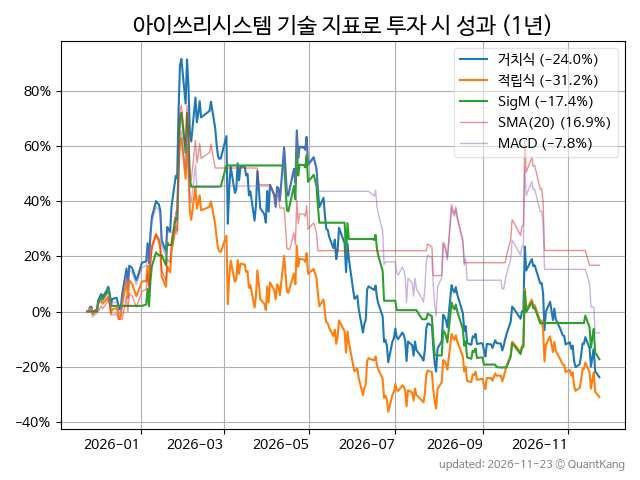 아이쓰리시스템 기술 지표로 투자 시 성과 (1년)
거치식 (-24.0%)
적립식 (-31.2%)
SigM (-17.4%)
SMA(20) (16.9%)
MACD (-7.8%)
80%
60%
40%
20%
0%
-20%
-40%
2026-01
2026-03
2026-05
2026-07
2026-09
2026-11
updated: 2026-11-23 © QuantKang